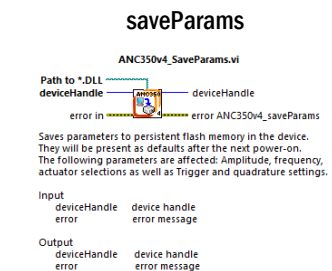 saveParams
ANC350v4_SaveParams.vi
Path to *.DLL
deviceHandle
ANC350
deviceHandle
error in
error ANC350v4_saveParams
Saves parameters to persistent flash memory in the device.
They will be present as defaults after the next power-on.
The following parameters are affected: Amplitude, frequency,
actuator selections as well as Trigger and quadrature settings.
Input
deviceHandle device handle
error error message
Output
deviceHandle device handle
error error message